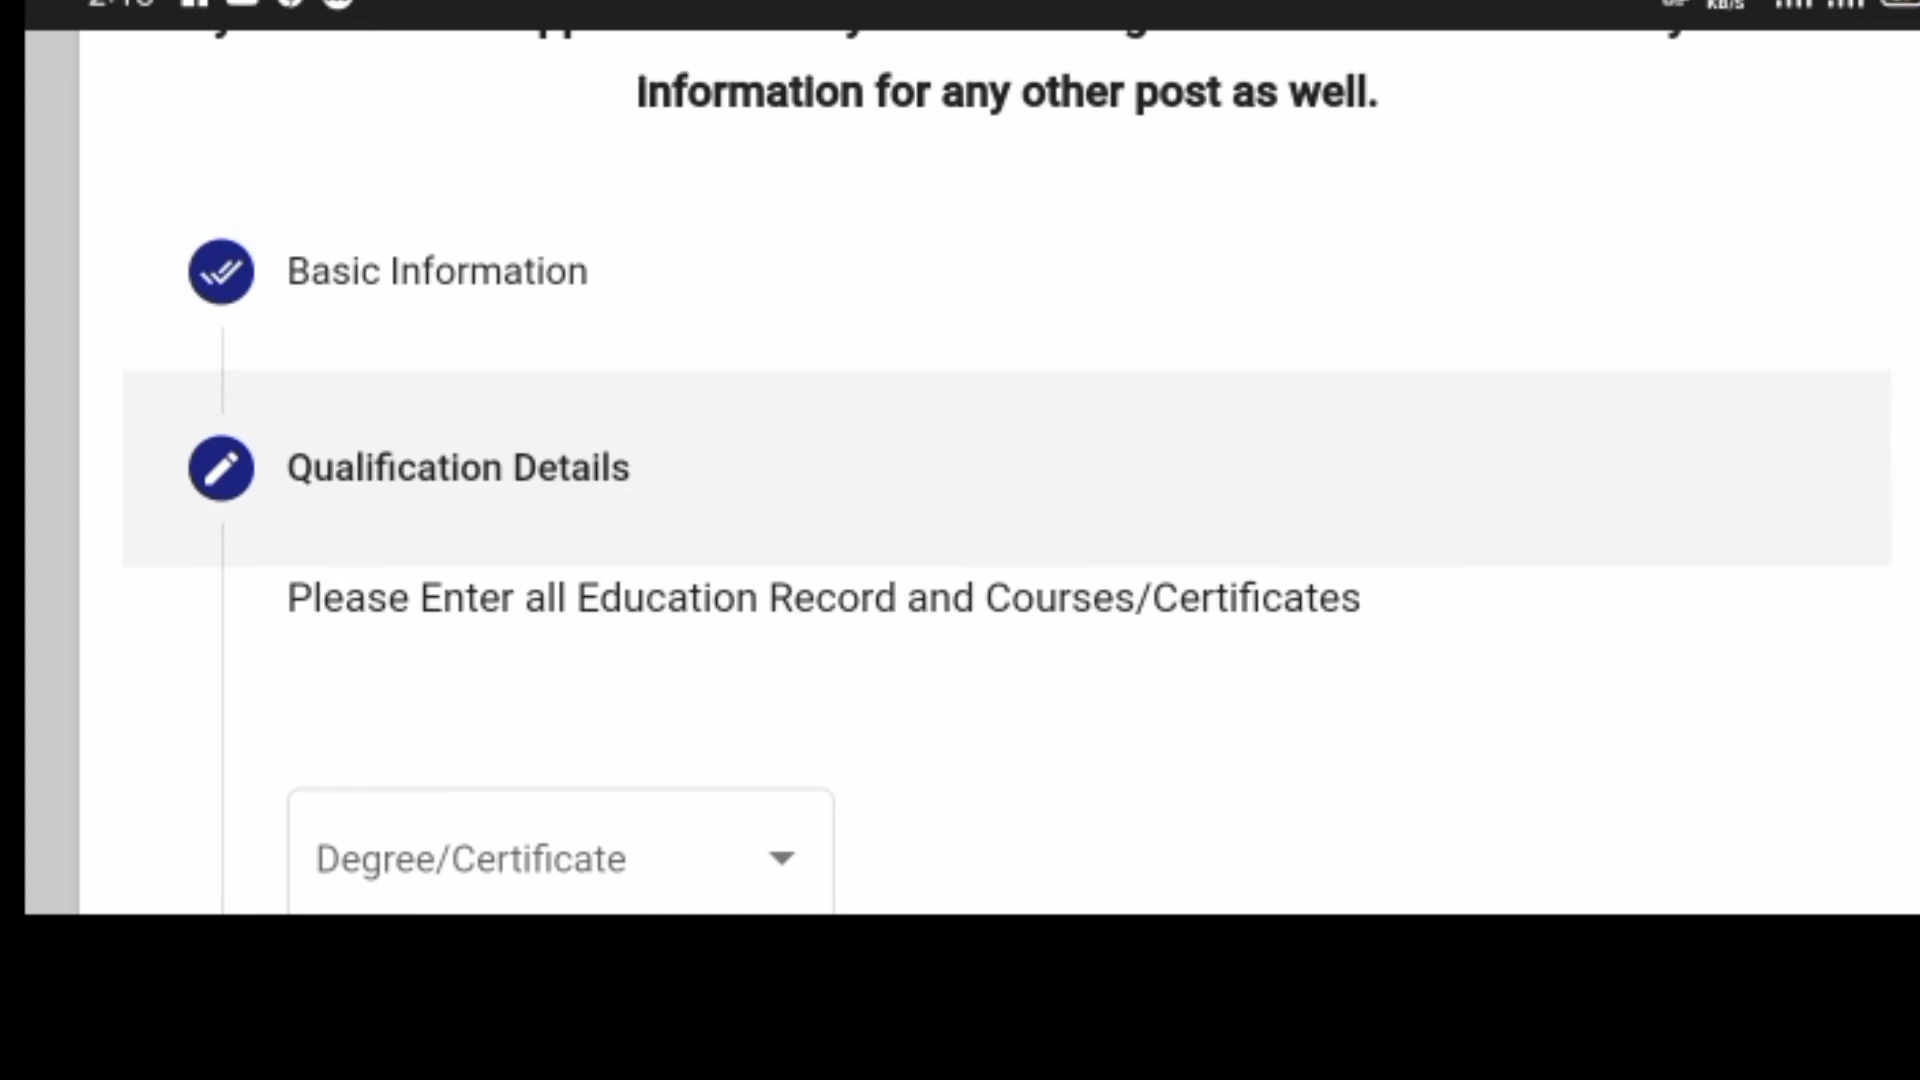 Information for any other post as well.
Basic Information
Qualification Details
Please Enter all Education Record and Courses/Certificates
Degree/Certificate